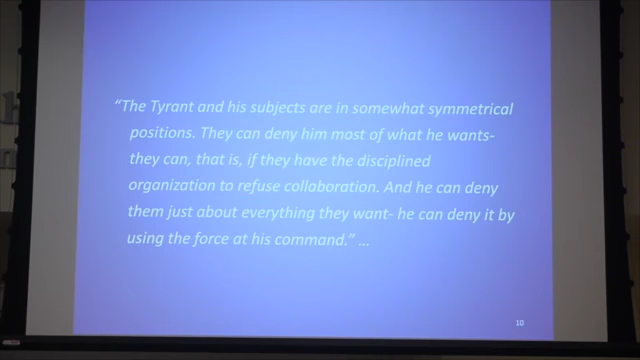 “The Tyrant and his subjects are in somewhat symmetrical
positions. They can deny him most of what he wants-
they can, that is, if they have the disciplined
organization to refuse collaboration. And he can deny
them just about everything they want- he can deny it by
using the force at his command.” …
10